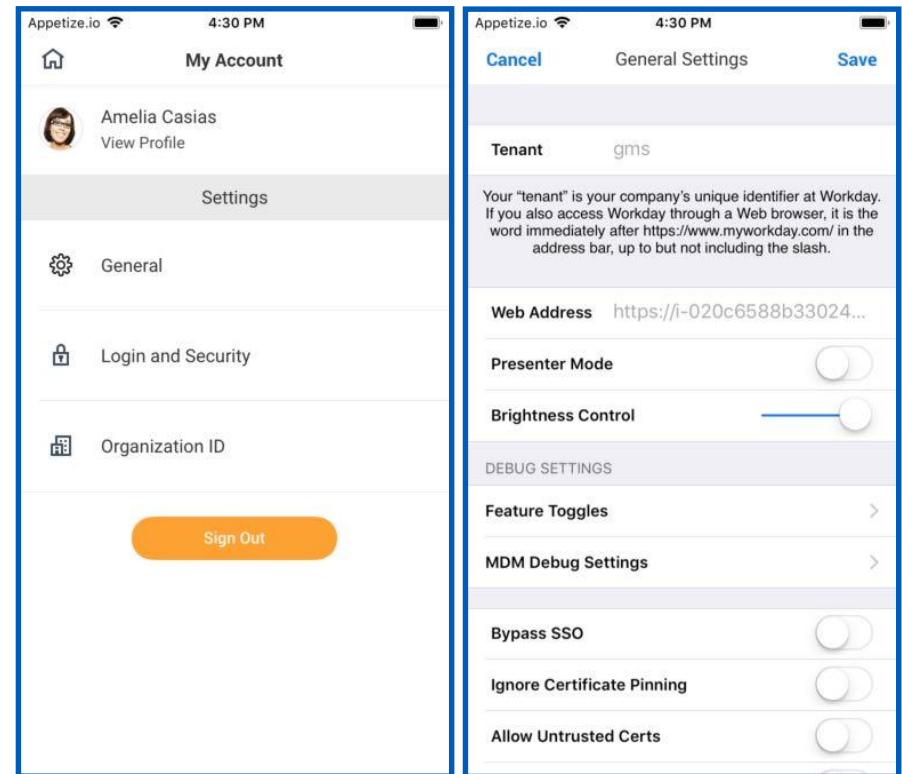 Appetize.io 4:30 PM
My Account
Amelia Casias
View Profile
Settings
General
Login and Security
Organization ID
Sign Out
Appetize.io 4:30 PM
Cancel General Settings Save
Tenant gms
Your “tenant” is your company’s unique identifier at Workday.
If you also access Workday through a Web browser, it is the
word immediately after https://www.myworkday.com/ in the
address bar, up to but not including the slash.
Web Address https://i-020c6588b33024...
Presenter Mode
Brightness Control
DEBUG SETTINGS
Feature Toggles
MDM Debug Settings
Bypass SSO
Ignore Certificate Pinning
Allow Untrusted Certs